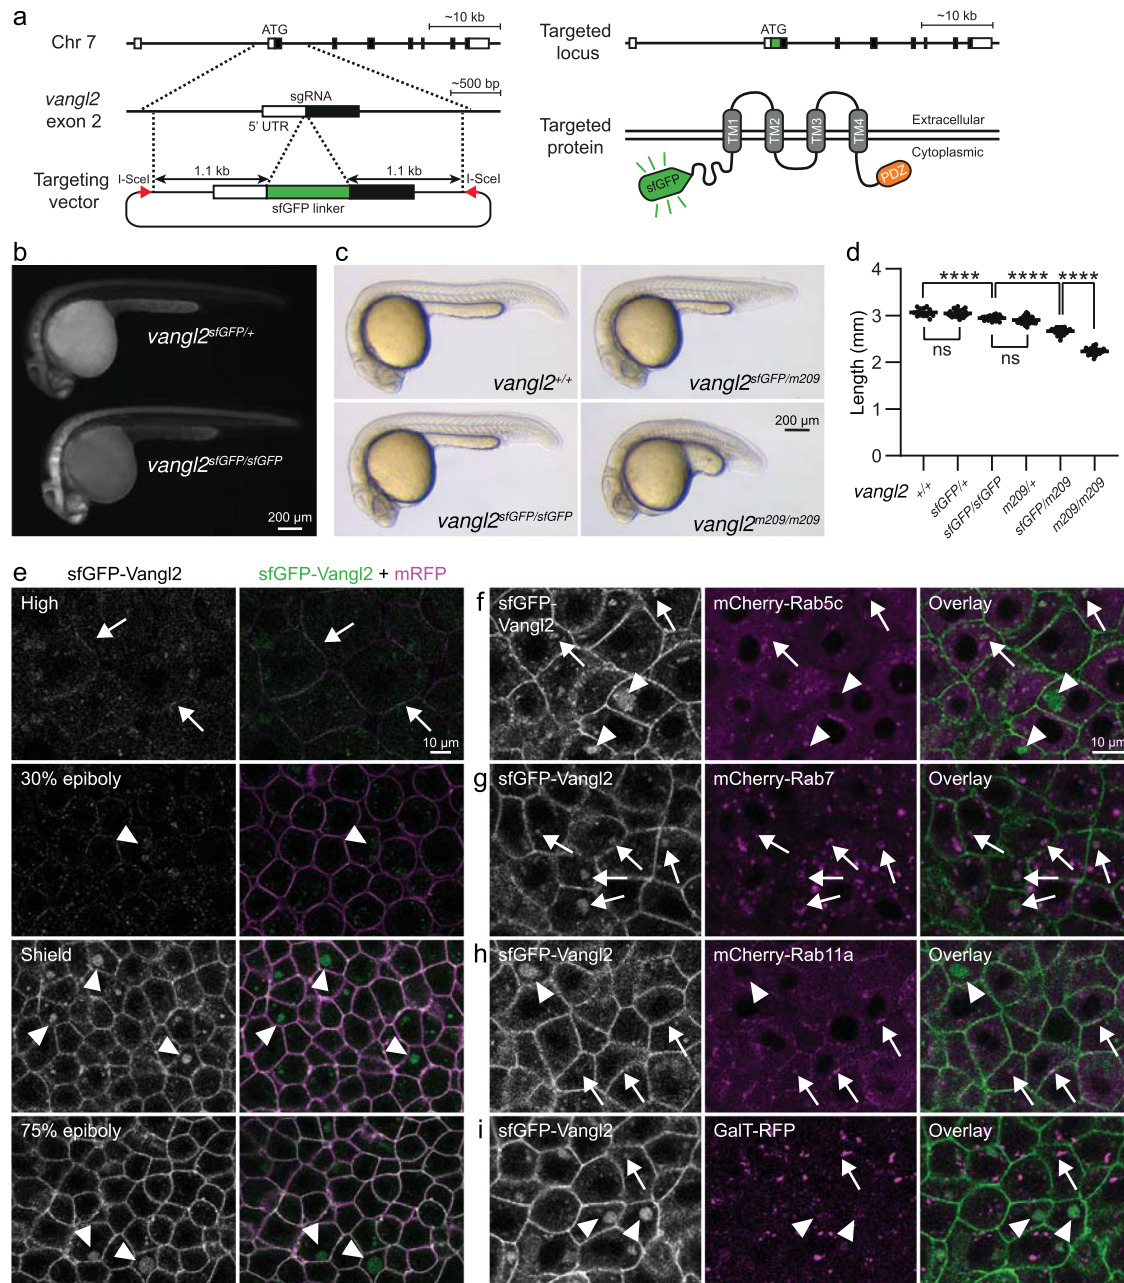 a
Chr 7
ATG
~10 kb
vangl2
exon 2
sgRNA
~500 bp
5' UTR
Targeting
vector
I-SceI
1.1 kb
1.1 kb
I-SceI
sfGFP linker
Targeted
locus
ATG
~10 kb
Targeted
protein
TM1
TM2
TM3
TM4
Extracellular
Cytoplasmic
sfGFP
PDZ
b
vangl2sfGFP/+
vangl2sfGFP/sfGFP
200 µm
c
vangl2+/+
vangl2sfGFP/m209
vangl2sfGFP/sfGFP
200 µm
vangl2m209/m209
d
Length (mm)
4
3
2
1
0
**** **** ****
ns
ns
vangl2
+/+
sfGFP/+
sfGFP/sfGFP
m209/+
sfGFP/m209
m209/m209
e
sfGFP-Vangl2
sfGFP-Vangl2 + mRFP
High
10 µm
30% epiboly
Shield
75% epiboly
f
sfGFP-
Vangl2
mCherry-Rab5c
Overlay
10 µm
g
sfGFP-Vangl2
mCherry-Rab7
Overlay
h
sfGFP-Vangl2
mCherry-Rab11a
Overlay
i
sfGFP-Vangl2
GalT-RFP
Overlay